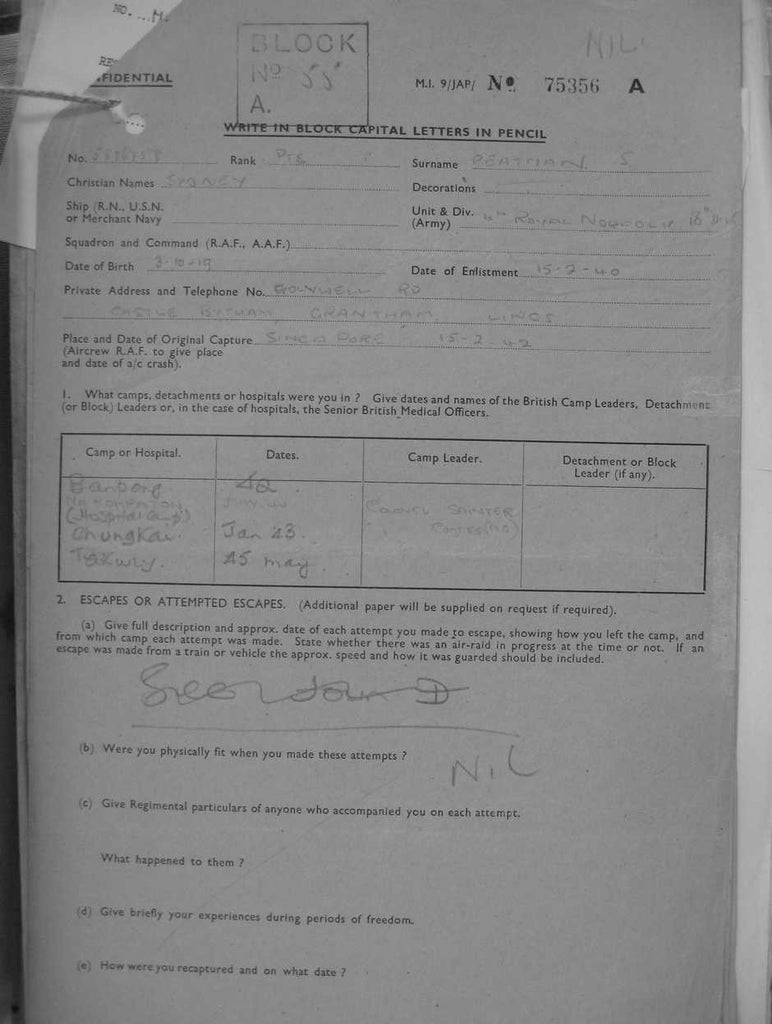 NO. ... M.
NIL
BLOCK
No 55
A.
FIDENTIAL
M.I. 9/JAP/ No. 75356 A
WRITE IN BLOCK CAPITAL LETTERS IN PENCIL
No. Rank Pte Surname BEATMAN. S
Christian Names SYDNEY Decorations
Ship (R.N., U.S.N. or Merchant Navy Unit & Div. (Army) ROYAL NORFOLK 18th Div
Squadron and Command (R.A.F., A.A.F.)
Date of Birth 3-10-19 Date of Enlistment 15-2-40
Private Address and Telephone No. RD
CASTLE BYTHAM GRANTHAM LINCS
Place and Date of Original Capture SINGAPORE 15-2-42
(Aircrew R.A.F. to give place
and date of a/c crash).
1. What camps, detachments or hospitals were you in ? Give dates and names of the British Camp Leaders, Detachment
(or Block) Leaders or, in the case of hospitals, the Senior British Medical Officers.
Camp or Hospital. Dates. Camp Leader. Detachment or Block
Leader (if any).
Banpong 42
(Hospital Camp)
Chungkai Jan 43
45 may
2. ESCAPES OR ATTEMPTED ESCAPES. (Additional paper will be supplied on request if required).
(a) Give full description and approx. date of each attempt you made to escape, showing how you left the camp, and
from which camp each attempt was made. State whether there was an air-raid in progress at the time or not. If an
escape was made from a train or vehicle the approx. speed and how it was guarded should be included.
(b) Were you physically fit when you made these attempts ?
NIL
(c) Give Regimental particulars of anyone who accompanied you on each attempt.
What happened to them ?
(d) Give briefly your experiences during periods of freedom.
(e) How were you recaptured and on what date ?